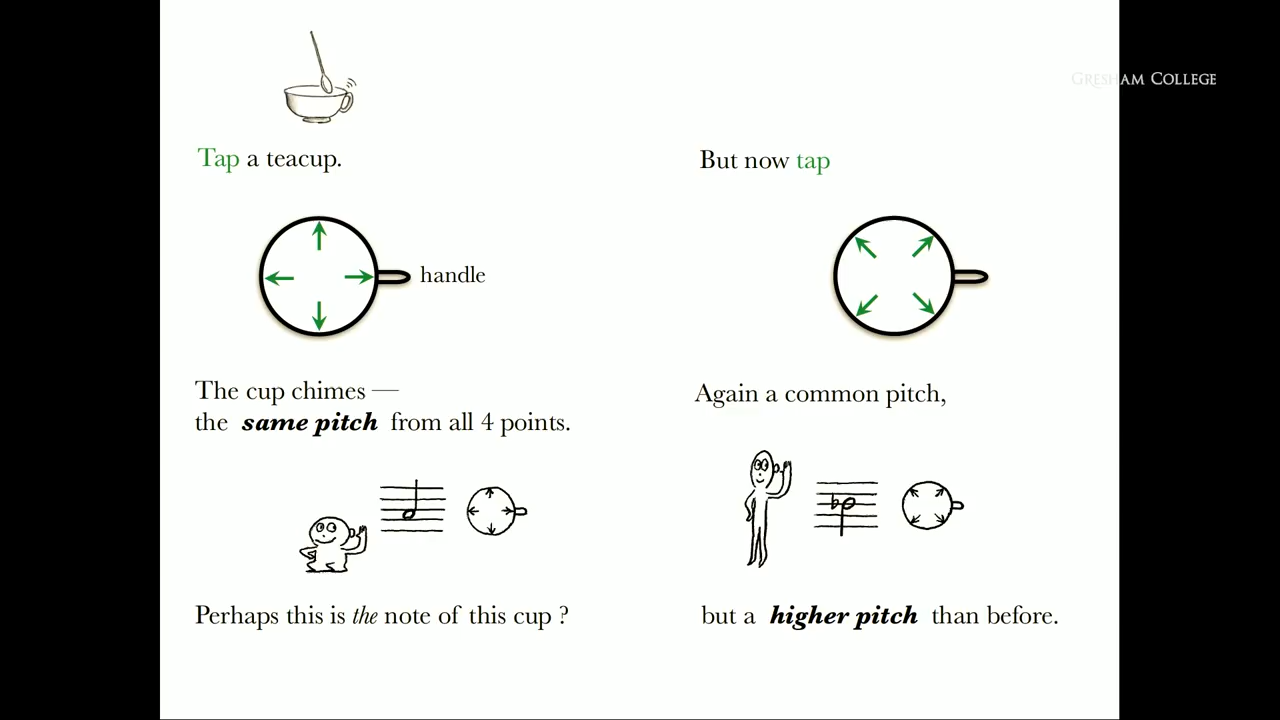 GRESHAM COLLEGE
Tap a teacup.
handle
The cup chimes —
the same pitch from all 4 points.
Perhaps this is the note of this cup ?
But now tap
Again a common pitch,
but a higher pitch than before.